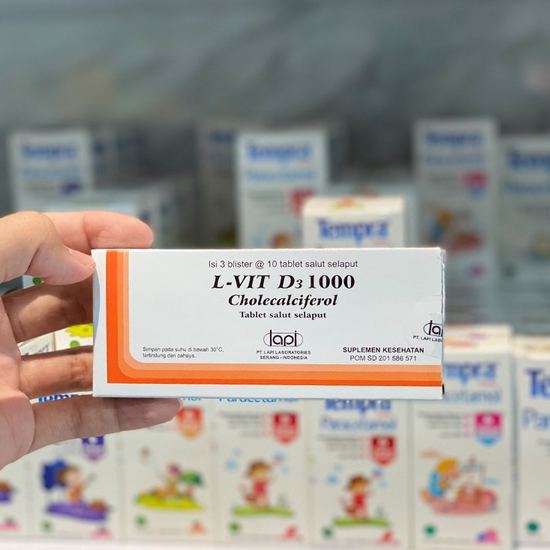 Tempra
Tempra
Paracetamol
Tempra
Isi 3 blister @ 10 tablet salut selaput
L-VIT D3 1000
Cholecalciferol
Tablet salut selaput
lapi
PT. LAPI LABORATORIES
SERANG - INDONESIA
Simpan pada suhu di bawah 30°C,
terlindung dari cahaya.
SUPLEMEN KESEHATAN
POM SD 201 586 571
Tempra
Paracetamol
Paracetamol